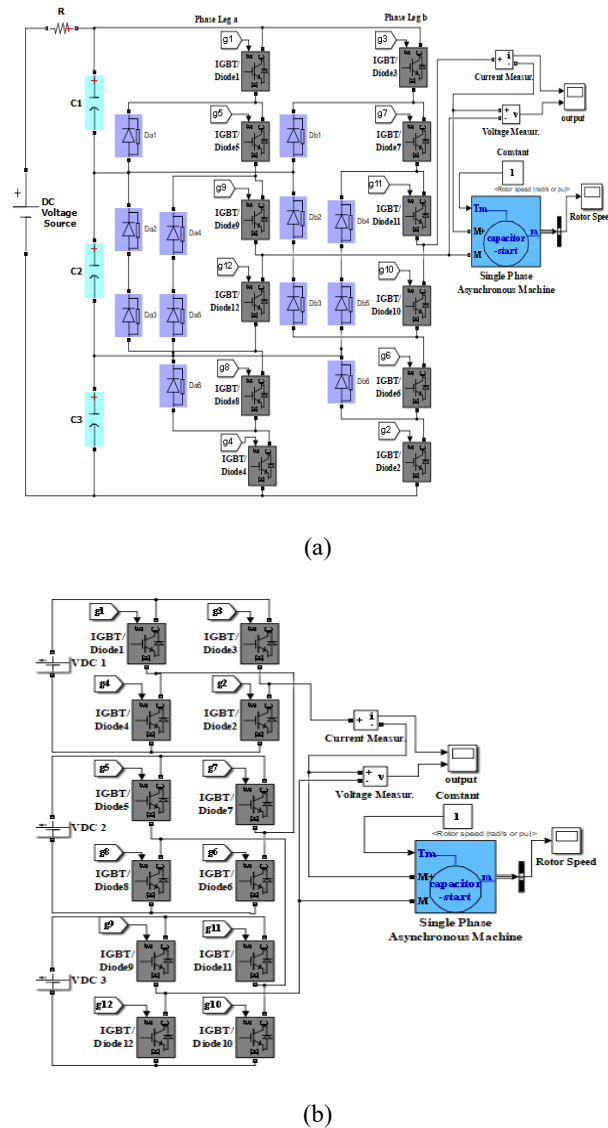 R
Phase Leg a
Phase Leg b
g1
IGBT/
Diode1
g3
IGBT/
Diode3
+ i
-
Current Measur.
C1
Da1
g5
IGBT/
Diode5
Db1
g7
IGBT/
Diode7
+ v
-
Voltage Measur.
output
Constant
1
<Rotor speed (rad/s or pu)>
DC
Voltage
Source
+
Da2
Da4
g9
IGBT/
Diode9
Db2
Db4
g11
IGBT/
Diode11
Tm
M+
M
m
capacitor
-start
Rotor Speed
Single Phase
Asynchronous Machine
C2
Da3
Da5
g12
IGBT/
Diode12
Db3
Db5
g10
IGBT/
Diode10
C3
Da6
g8
IGBT/
Diode8
Db6
g6
IGBT/
Diode6
g4
IGBT/
Diode4
g2
IGBT/
Diode2
(a)
g1
IGBT/
Diode1
g3
IGBT/
Diode3
VDC 1
g4
IGBT/
Diode4
g2
IGBT/
Diode2
+ i
-
Current Measur.
g5
IGBT/
Diode5
g7
IGBT/
Diode7
+ v
-
Voltage Measur.
output
VDC 2
Constant
1
<Rotor speed (rad/s or pu)>
g8
IGBT/
Diode8
g6
IGBT/
Diode6
Tm
M+
M
m
capacitor
-start
Rotor Speed
Single Phase
Asynchronous Machine
g9
IGBT/
Diode9
g11
IGBT/
Diode11
VDC 3
g12
IGBT/
Diode12
g10
IGBT/
Diode10
(b)